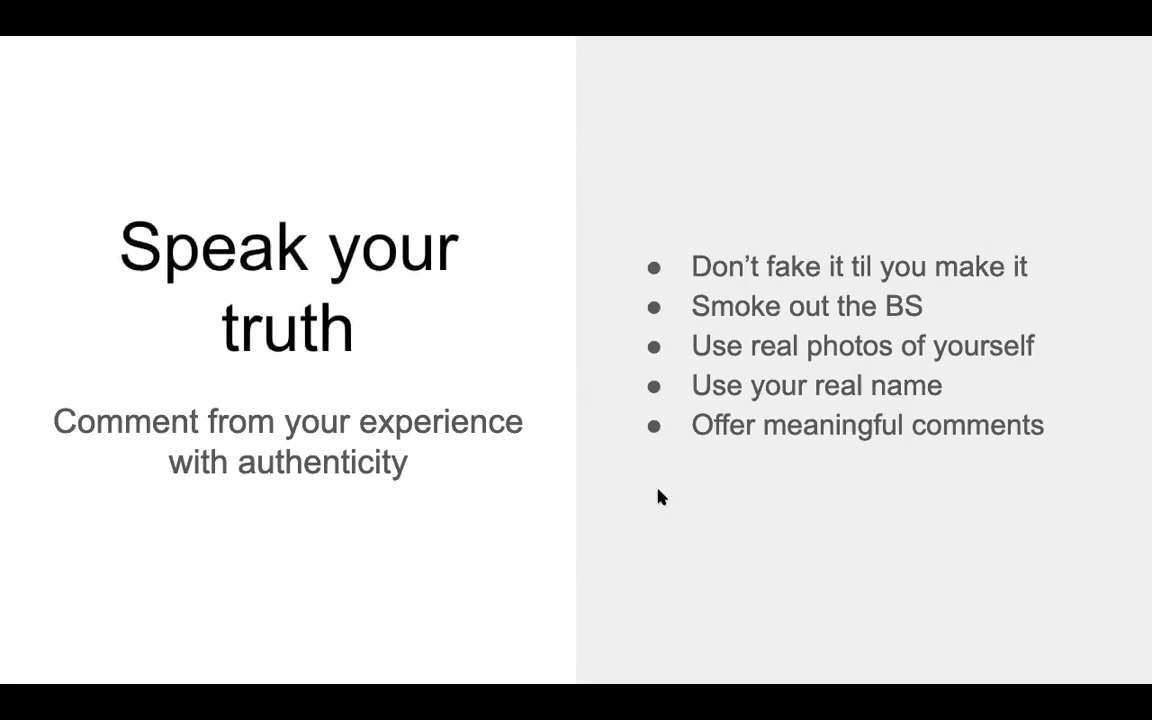 Speak your
truth
Comment from your experience
with authenticity
● Don’t fake it til you make it
● Smoke out the BS
● Use real photos of yourself
● Use your real name
● Offer meaningful comments